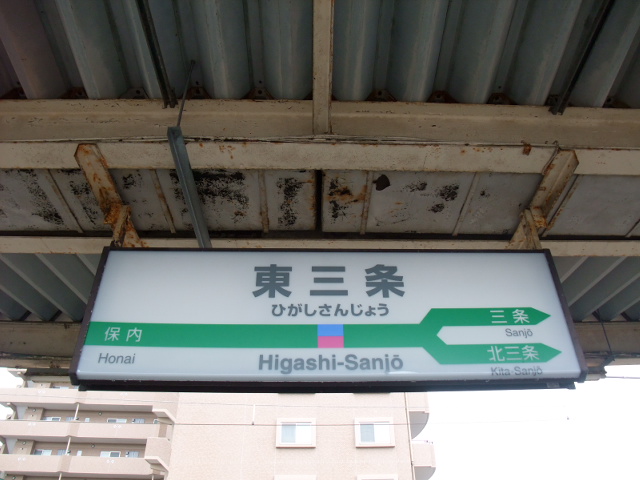 東三条
ひがしさんじょう
保内
Honai
Higashi-Sanjō
三条
Sanjō
北三条
Kita-Sanjō